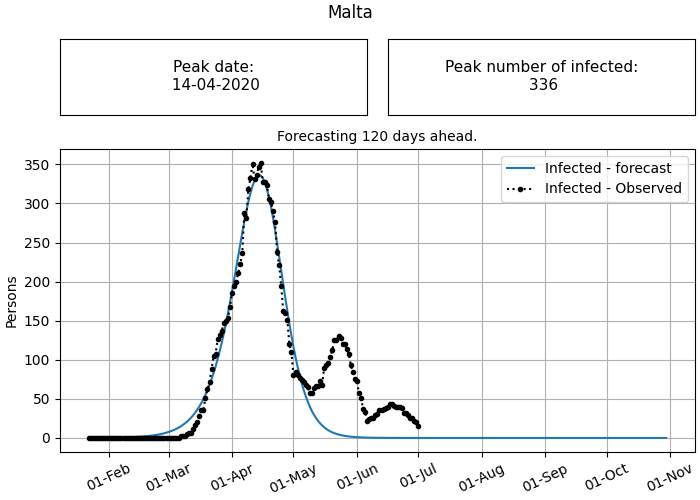 Malta
Peak date:
14-04-2020
Peak number of infected:
336
Forecasting 120 days ahead.
Infected - forecast
Infected - Observed
Persons
350
300
250
200
150
100
50
0
01-Feb
01-Mar
01-Apr
01-May
01-Jun
01-Jul
01-Aug
01-Sep
01-Oct
01-Nov